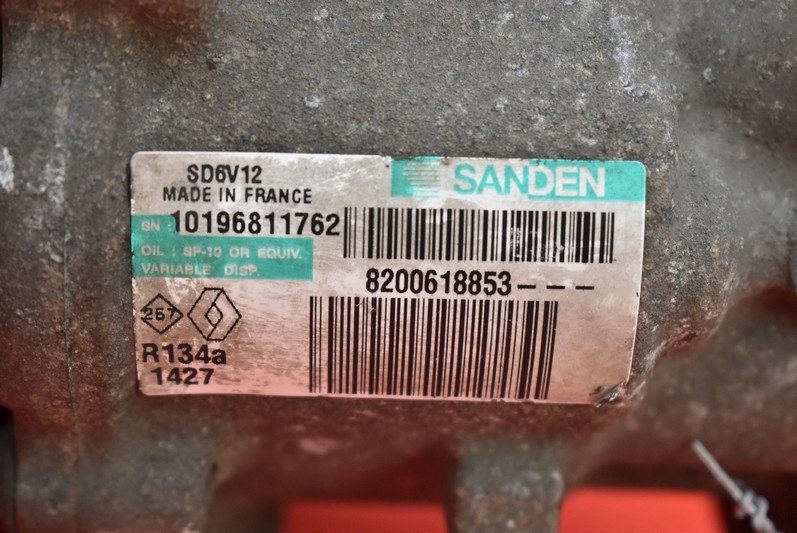 SD6V12
MADE IN FRANCE
SANDEN
SN : 10196811762
OIL : SP-10 OR EQUIV.
VARIABLE DISP.
8200618853---
257
R134a
1427